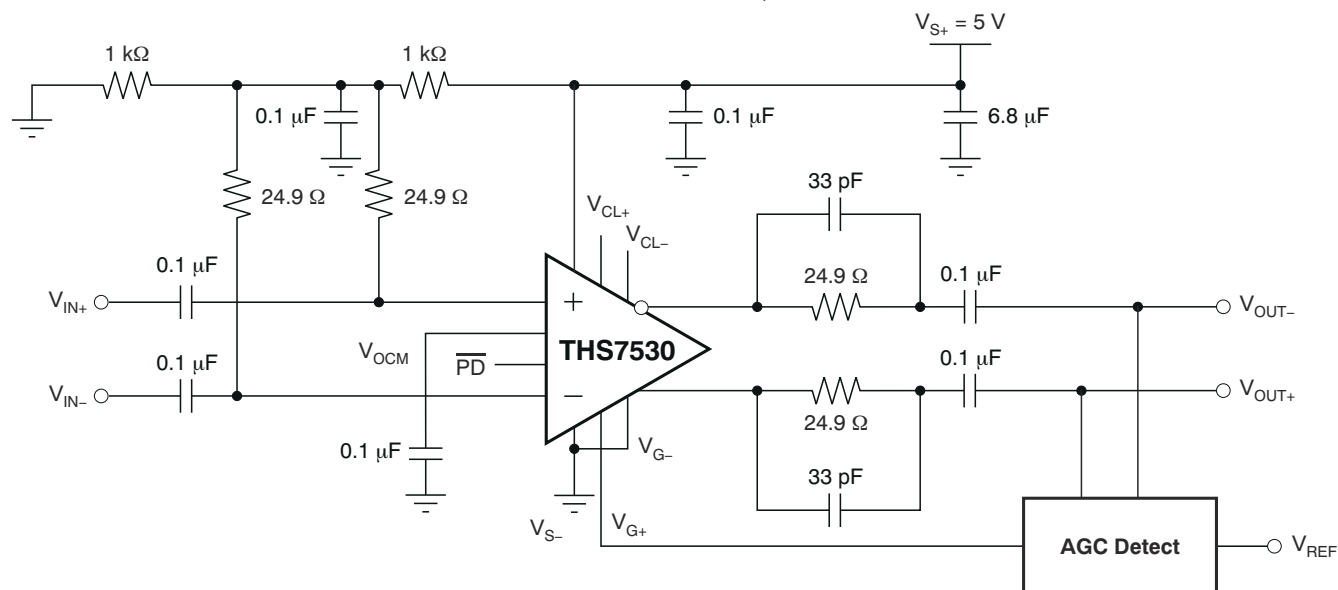 V_S+ = 5 V
1 kΩ
1 kΩ
0.1 μF
0.1 μF
6.8 μF
24.9 Ω
24.9 Ω
33 pF
V_CL+
V_CL−
0.1 μF
24.9 Ω
0.1 μF
V_IN+
+
V_OUT−
V_OCM
THS7530
PD
0.1 μF
0.1 μF
V_IN−
−
V_OUT+
24.9 Ω
0.1 μF
V_G−
33 pF
V_S−
V_G+
AGC Detect
V_REF